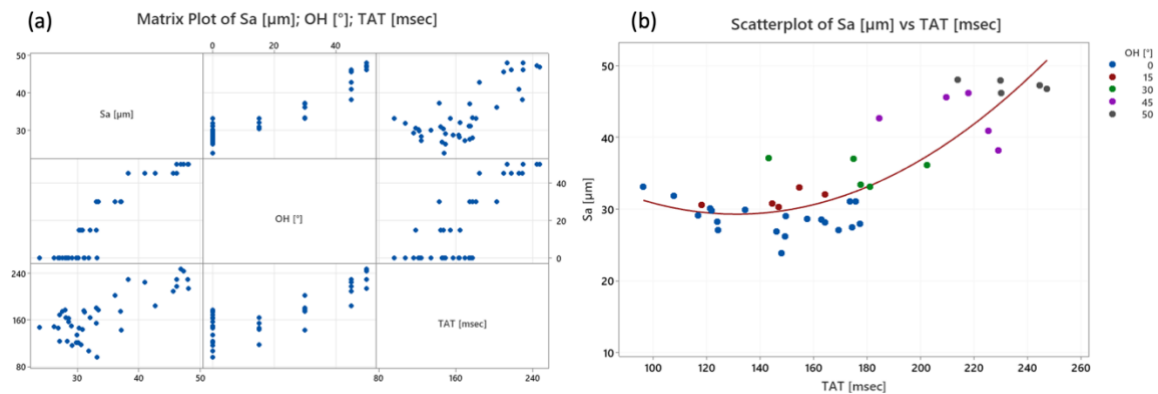 (a)
Matrix Plot of Sa [µm]; OH [°]; TAT [msec]
0 20 40
50
40
30
Sa [µm]
OH [°]
40
20
0
TAT [msec]
240
160
80
30 40 50 80 160 240
(b)
Scatterplot of Sa [µm] vs TAT [msec]
OH [°]
0
15
30
45
50
50
40
30
20
10
Sa [µm]
100 120 140 160 180 200 220 240 260
TAT [msec]